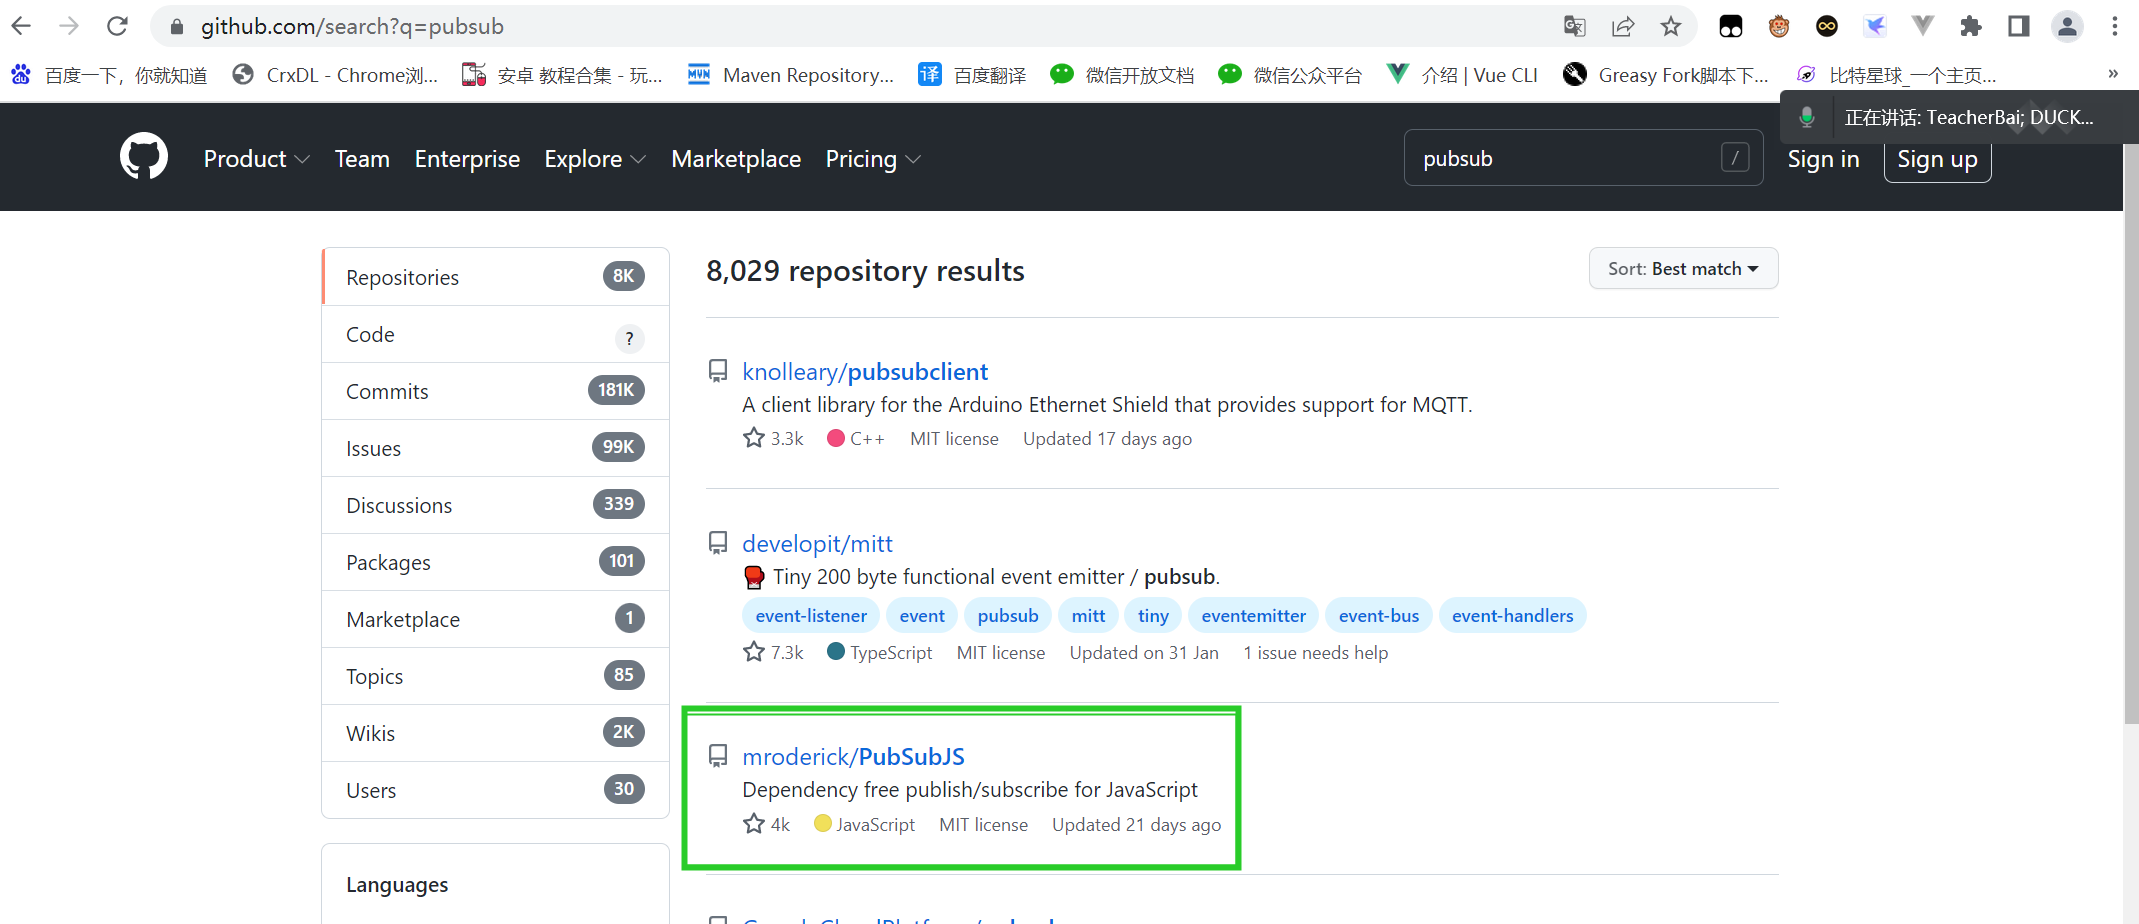 github.com/search?q=pubsub
百度一下，你就知道 CrxDL - Chrome浏... 安卓 教程合集 - 玩... MVN Maven Repository... 译 百度翻译 微信开放文档 微信公众平台 介绍 | Vue CLI Greasy Fork脚本下... 比特星球_一个主页... »
正在讲话: TeacherBai; DUCK...
Product Team Enterprise Explore Marketplace Pricing pubsub / Sign in Sign up
Repositories 8K
Code ?
Commits 181K
Issues 99K
Discussions 339
Packages 101
Marketplace 1
Topics 85
Wikis 2K
Users 30
Languages
8,029 repository results
Sort: Best match
knolleary/pubsubclient
A client library for the Arduino Ethernet Shield that provides support for MQTT.
3.3k C++ MIT license Updated 17 days ago
developit/mitt
🥊 Tiny 200 byte functional event emitter / pubsub.
event-listener event pubsub mitt tiny eventemitter event-bus event-handlers
7.3k TypeScript MIT license Updated on 31 Jan 1 issue needs help
mroderick/PubSubJS
Dependency free publish/subscribe for JavaScript
4k JavaScript MIT license Updated 21 days ago